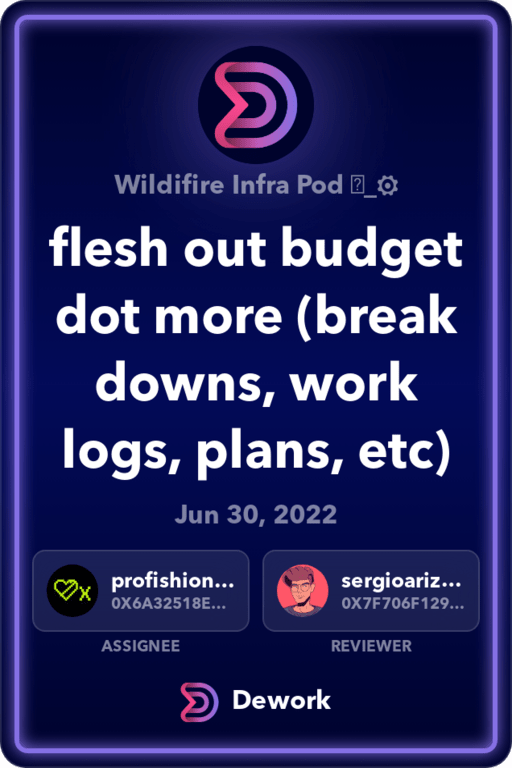 Wildifire Infra Pod ⍰_⚙
flesh out budget
dot more (break
downs, work
logs, plans, etc)
Jun 30, 2022
profishion...
0X6A32518E...
ASSIGNEE
sergioariz...
0X7F706F129...
REVIEWER
Dework